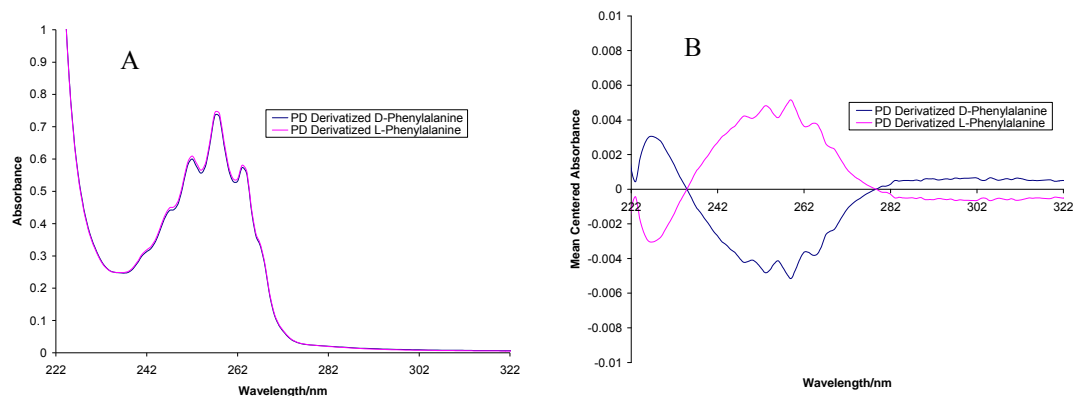 A
1
0.9
0.8
0.7
0.6
0.5
0.4
0.3
0.2
0.1
0
Absorbance
PD Derivatized D-Phenylalanine
PD Derivatized L-Phenylalanine
222 242 262 282 302 322
Wavelength/nm
B
0.01
0.008
0.006
0.004
0.002
0
-0.002
-0.004
-0.006
-0.008
-0.01
Mean Centered Absorbance
PD Derivatized D-Phenylalanine
PD Derivatized L-Phenylalanine
222 242 262 282 302 322
Wavelength/nm